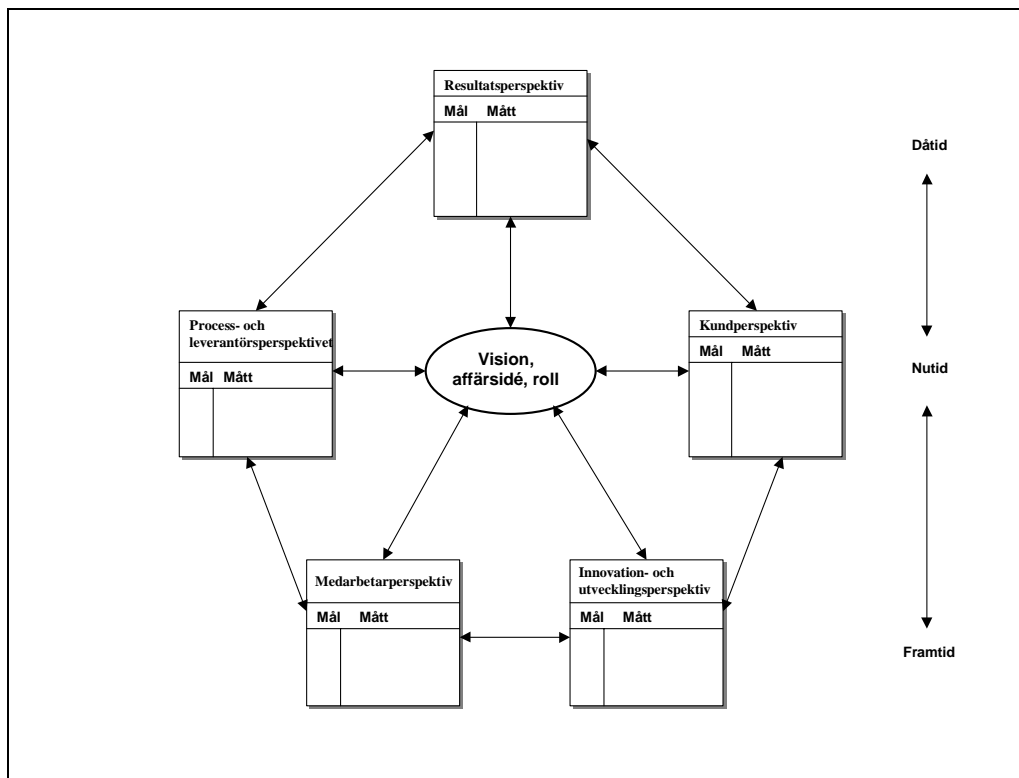 Resultatsperspektiv
Mål Mått
Dåtid
Process- och
leverantörsperspektivet
Mål Mått
Vision,
affärsidé, roll
Kundperspektiv
Mål Mått
Nutid
Medarbetarperspektiv
Mål Mått
Innovation- och
utvecklingsperspektiv
Mål Mått
Framtid